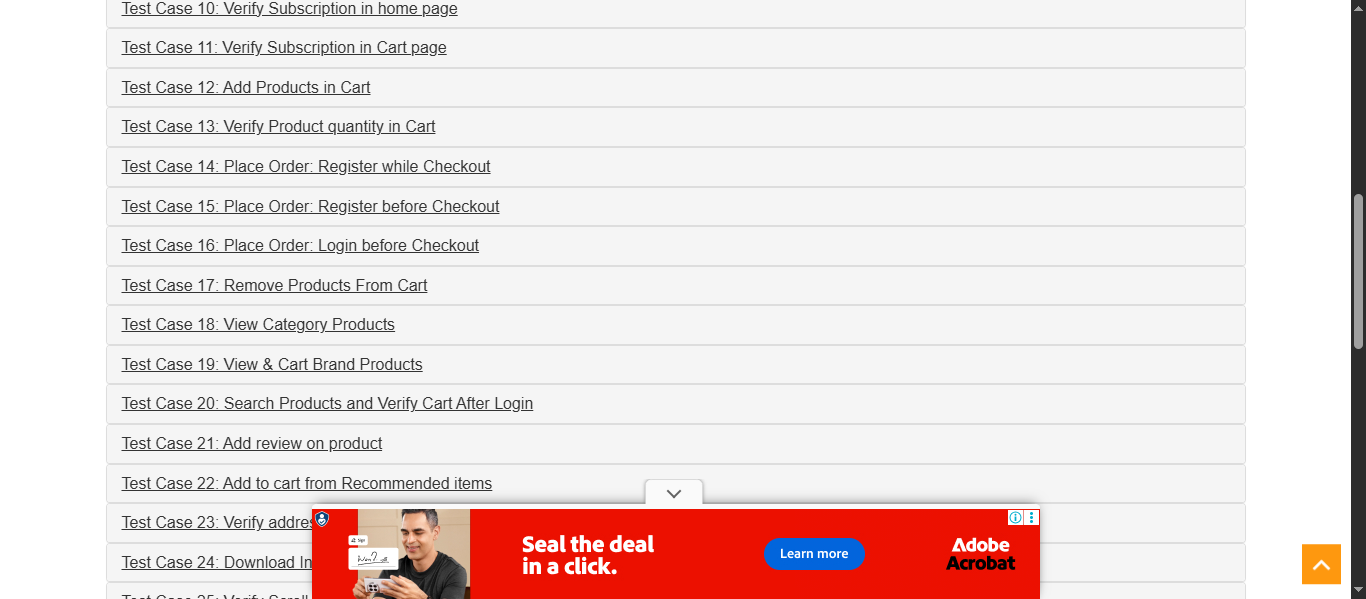 Test Case 10: Verify Subscription in home page
Test Case 11: Verify Subscription in Cart page
Test Case 12: Add Products in Cart
Test Case 13: Verify Product quantity in Cart
Test Case 14: Place Order: Register while Checkout
Test Case 15: Place Order: Register before Checkout
Test Case 16: Place Order: Login before Checkout
Test Case 17: Remove Products From Cart
Test Case 18: View Category Products
Test Case 19: View & Cart Brand Products
Test Case 20: Search Products and Verify Cart After Login
Test Case 21: Add review on product
Test Case 22: Add to cart from Recommended items
Test Case 23: Verify addres
Test Case 24: Download In
Test Case 25: Verify Scroll
Seal the deal
in a click.
Learn more
Adobe
Acrobat